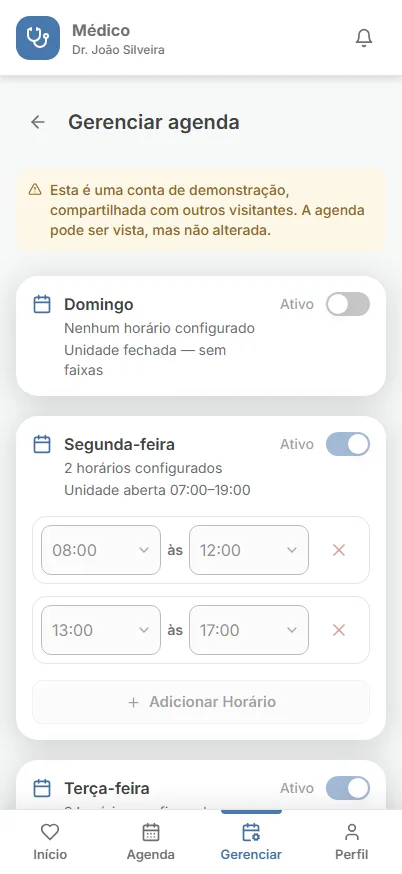 Médico
Dr. João Silveira
Gerenciar agenda
Esta é uma conta de demonstração,
compartilhada com outros visitantes. A agenda
pode ser vista, mas não alterada.
Domingo
Ativo
Nenhum horário configurado
Unidade fechada — sem
faixas
Segunda-feira
Ativo
2 horários configurados
Unidade aberta 07:00–19:00
08:00 às 12:00
13:00 às 17:00
+ Adicionar Horário
Terça-feira
Ativo
Início
Agenda
Gerenciar
Perfil